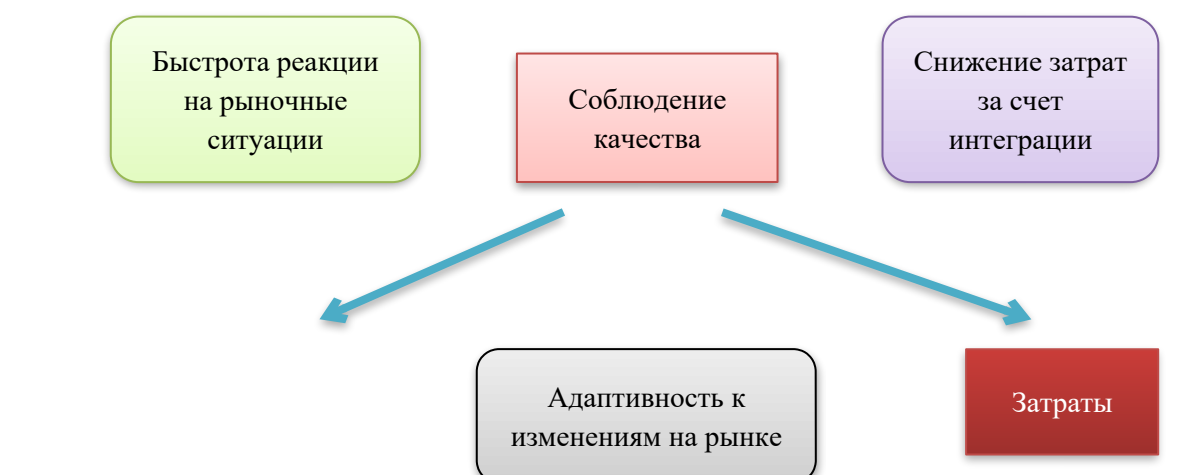 Быстрота реакции
на рыночные
ситуации
Соблюдение
качества
Снижение затрат
за счет
интеграции
Адаптивность к
изменениям на рынке
Затраты